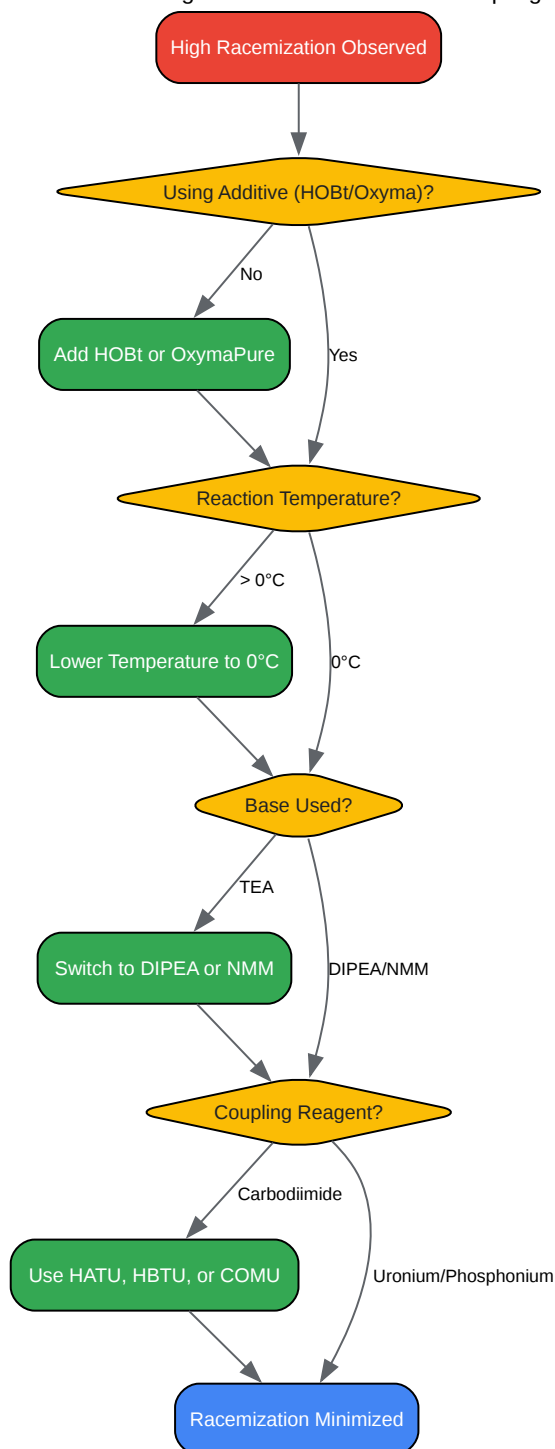 High Racemization Observed
Using Additive (HOBt/Oxyma)?
No
Add HOBt or OxymaPure
Yes
Reaction Temperature?
> 0°C
Lower Temperature to 0°C
0°C
Base Used?
TEA
Switch to DIPEA or NMM
DIPEA/NMM
Coupling Reagent?
Carbodiimide
Use HATU, HBTU, or COMU
Uronium/Phosphonium
Racemization Minimized